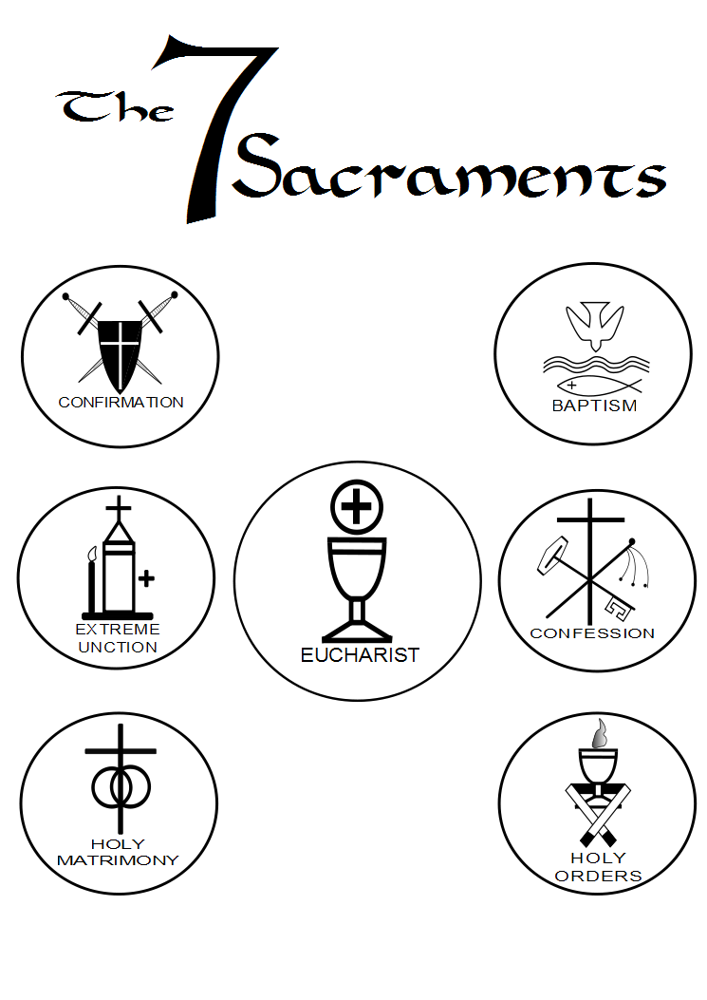 The 7 Sacraments
CONFIRMATION
BAPTISM
EXTREME
UNCTION
EUCHARIST
CONFESSION
HOLY
MATRIMONY
HOLY
ORDERS